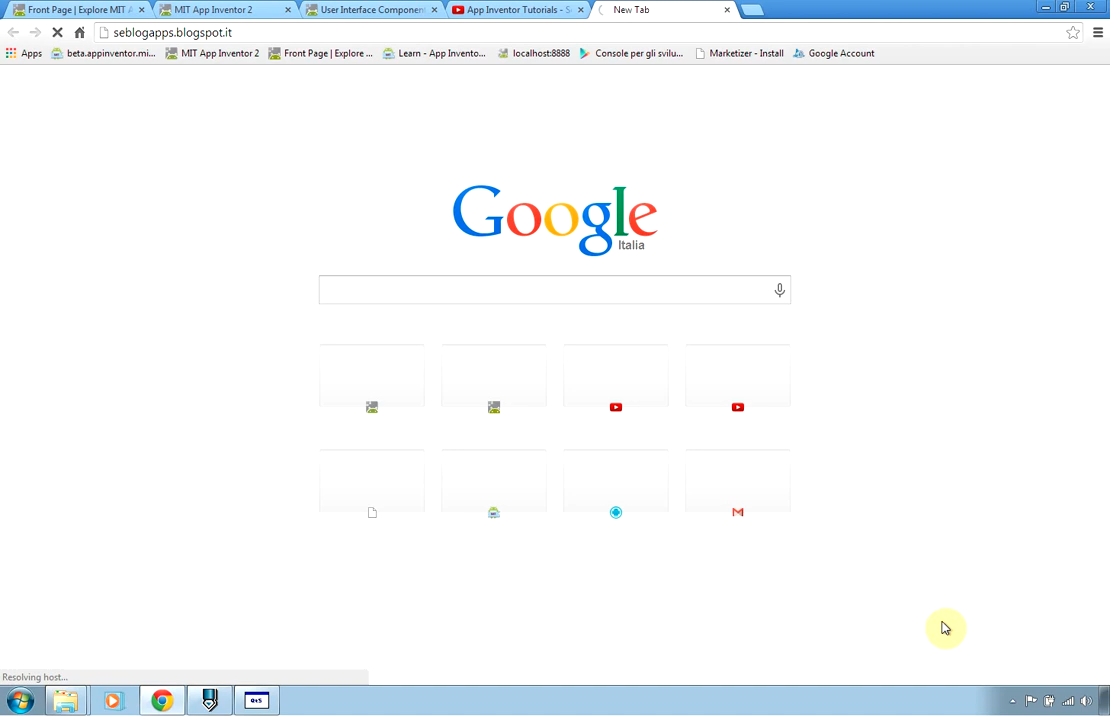 Front Page | Explore MIT A
MIT App Inventor 2
User Interface Component
App Inventor Tutorials - S
New Tab
seblogapps.blogspot.it
Apps
beta.appinventor.mi...
MIT App Inventor 2
Front Page | Explore ...
Learn - App Invento...
localhost:8888
Console per gli svilu...
Marketizer - Install
Google Account
Google
Italia
Resolving host...